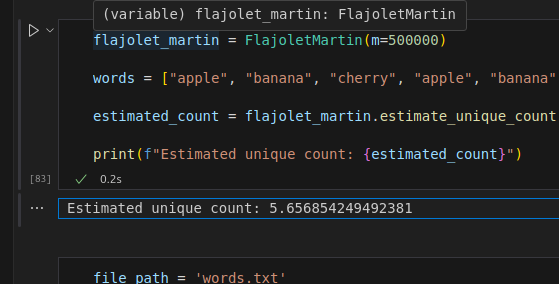 (variable) flajolet_martin: FlajoletMartin
flajolet_martin = FlajoletMartin(m=500000)
words = ["apple", "banana", "cherry", "apple", "banana"
estimated_count = flajolet_martin.estimate_unique_count
print(f"Estimated unique count: {estimated_count}")
[83]
0.2s
... Estimated unique count: 5.656854249492381
file_path = 'words.txt'